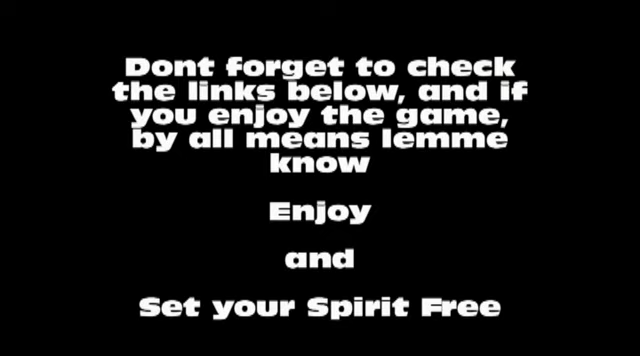 Dont forget to check
the links below, and if
you enjoy the game,
by all means lemme
know
Enjoy
and
Set your Spirit Free